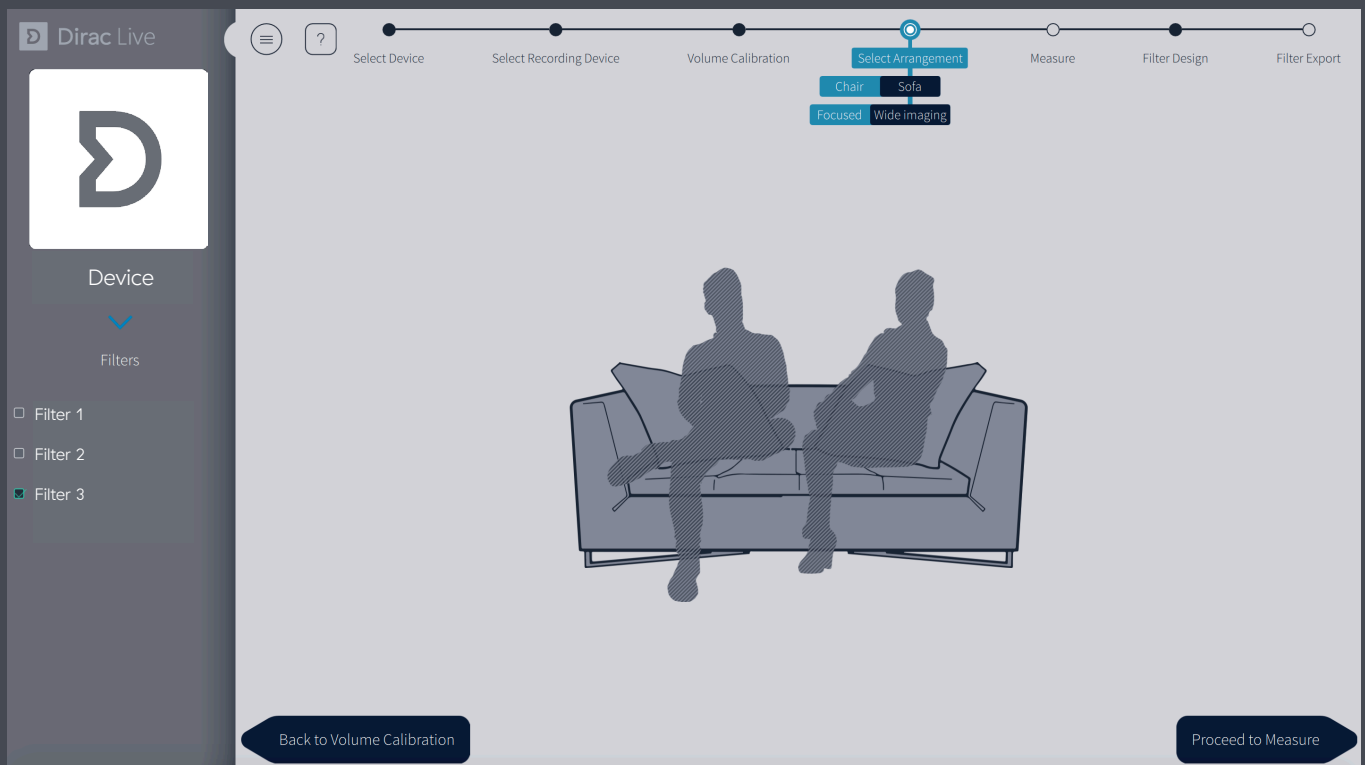 Dirac Live
?
Select Device
Select Recording Device
Volume Calibration
Select Arrangement
Measure
Filter Design
Filter Export
Chair
Sofa
Focused
Wide imaging
Device
Filters
Filter 1
Filter 2
Filter 3
Back to Volume Calibration
Proceed to Measure